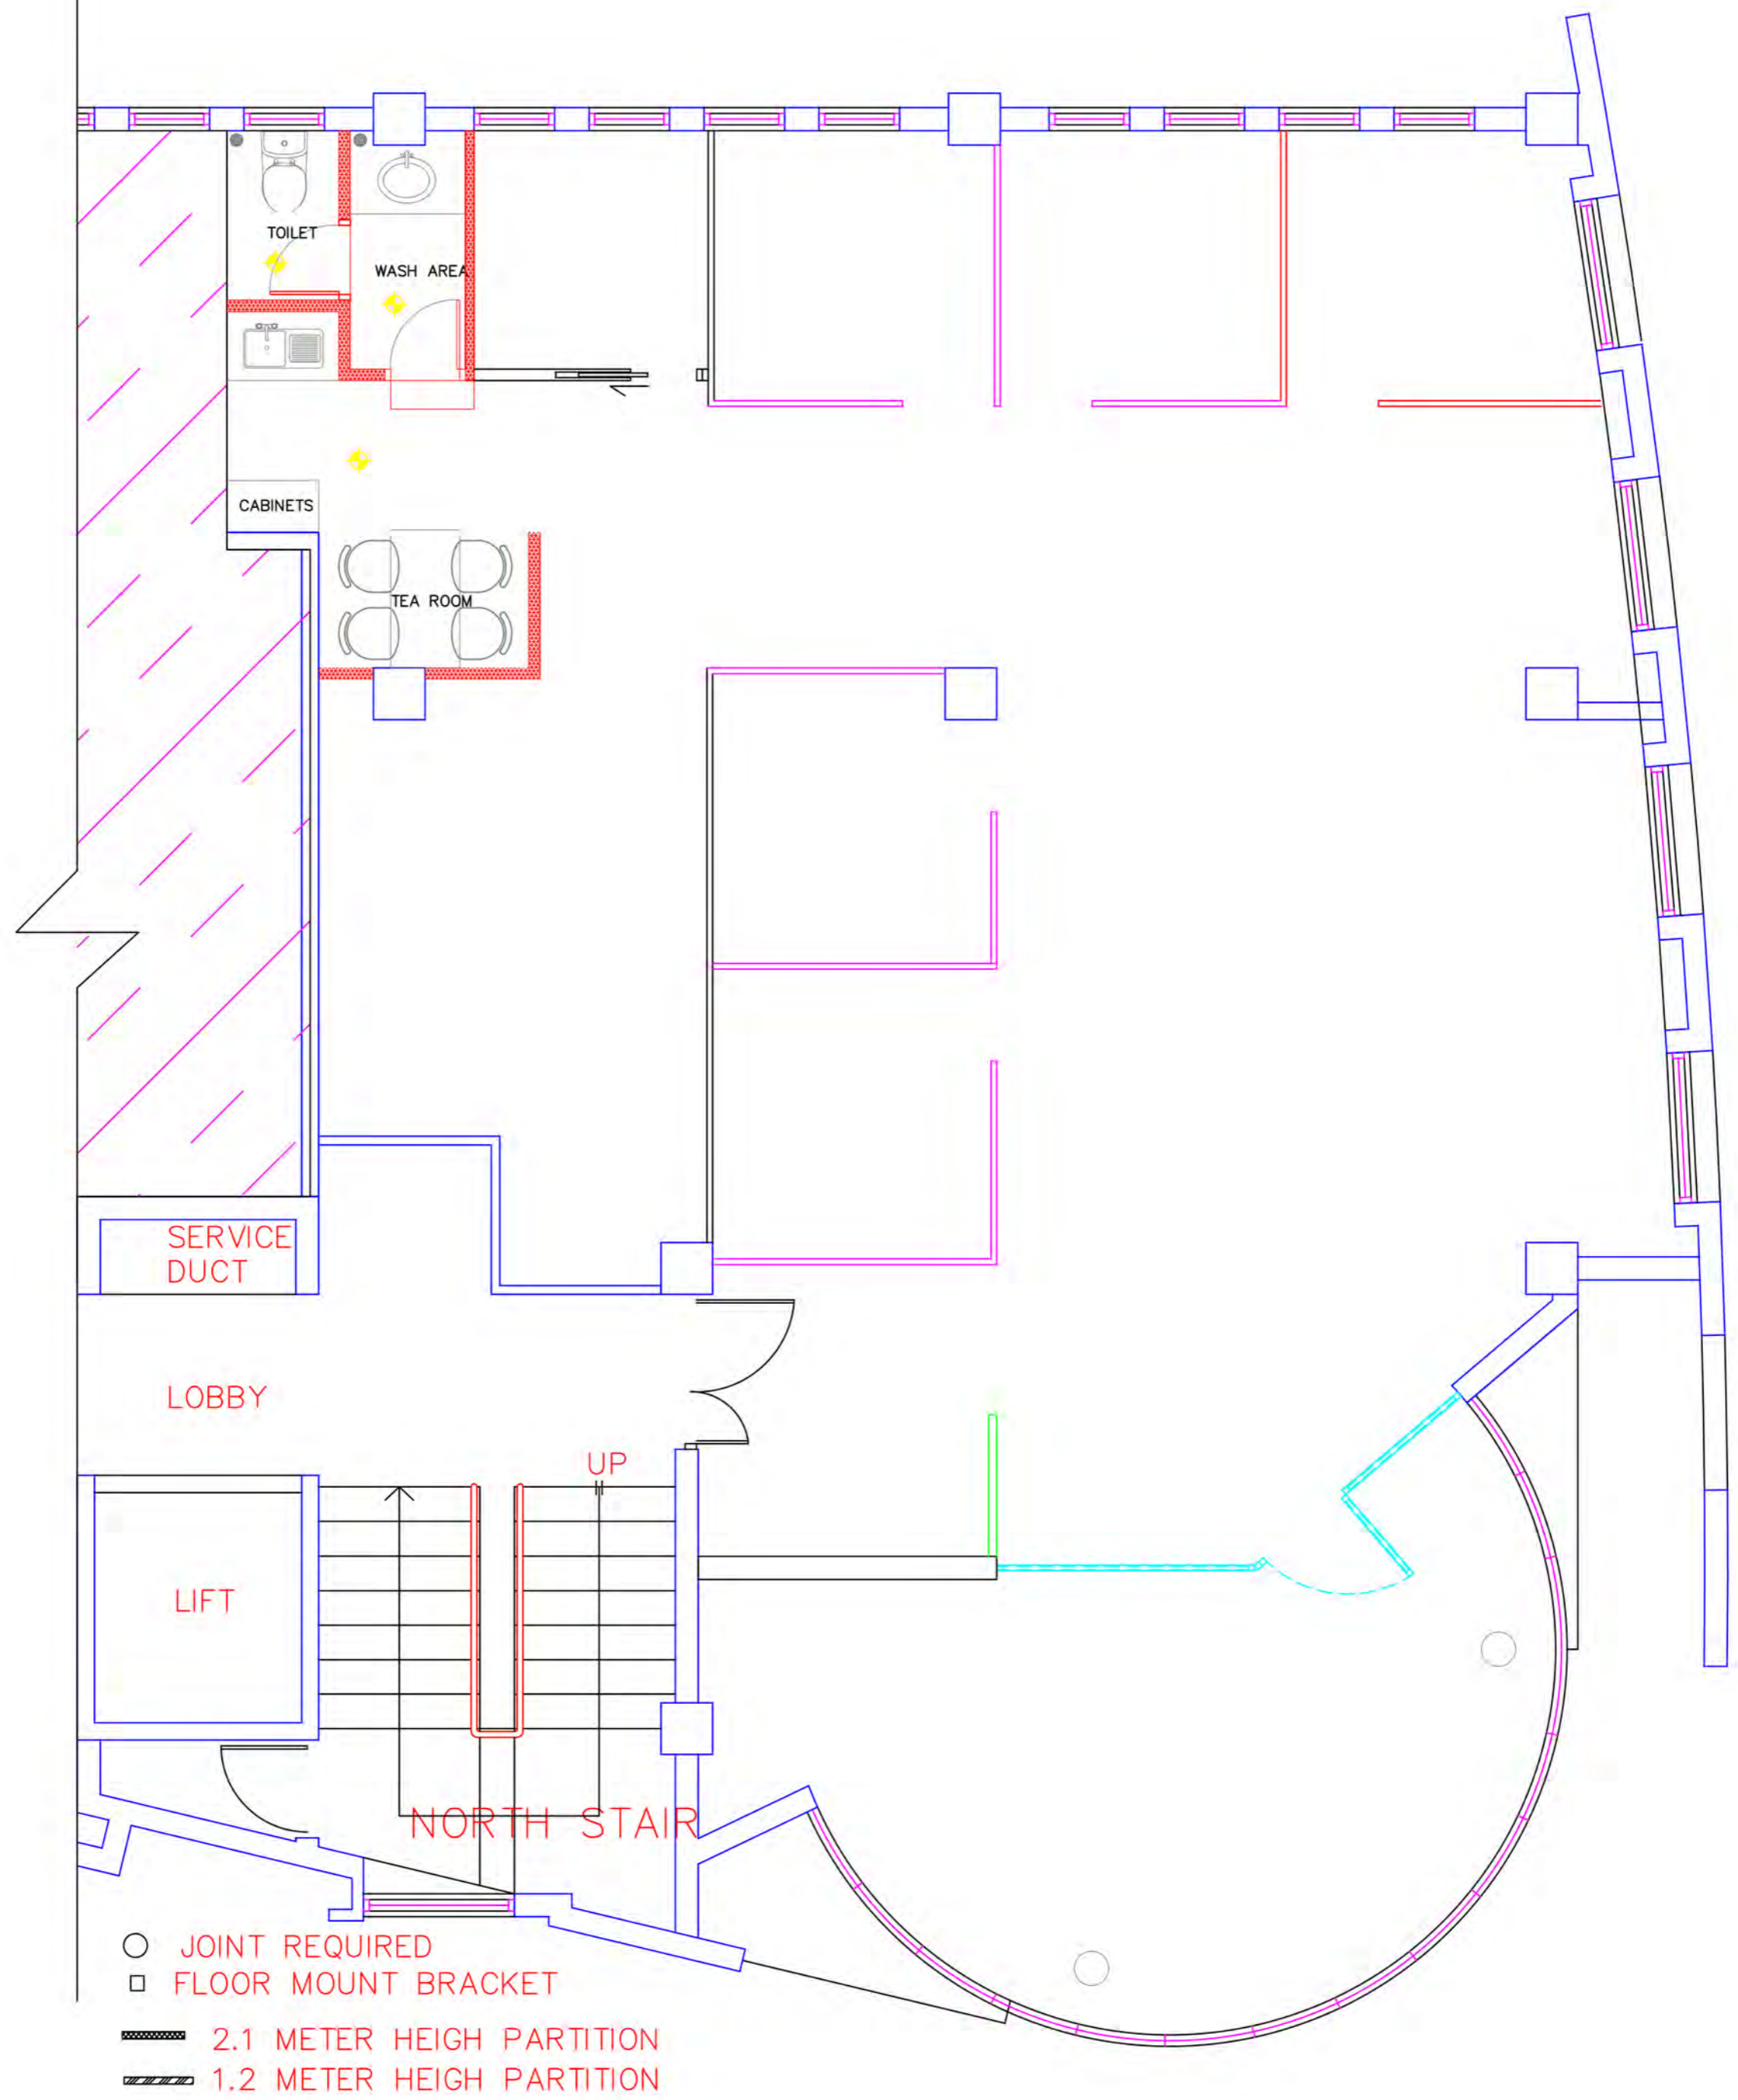 TOILET
WASH AREA
CABINETS
TEA ROOM
SERVICE
DUCT
LOBBY
UP
LIFT
NORTH STAIR
JOINT REQUIRED
FLOOR MOUNT BRACKET
2.1 METER HEIGH PARTITION
1.2 METER HEIGH PARTITION